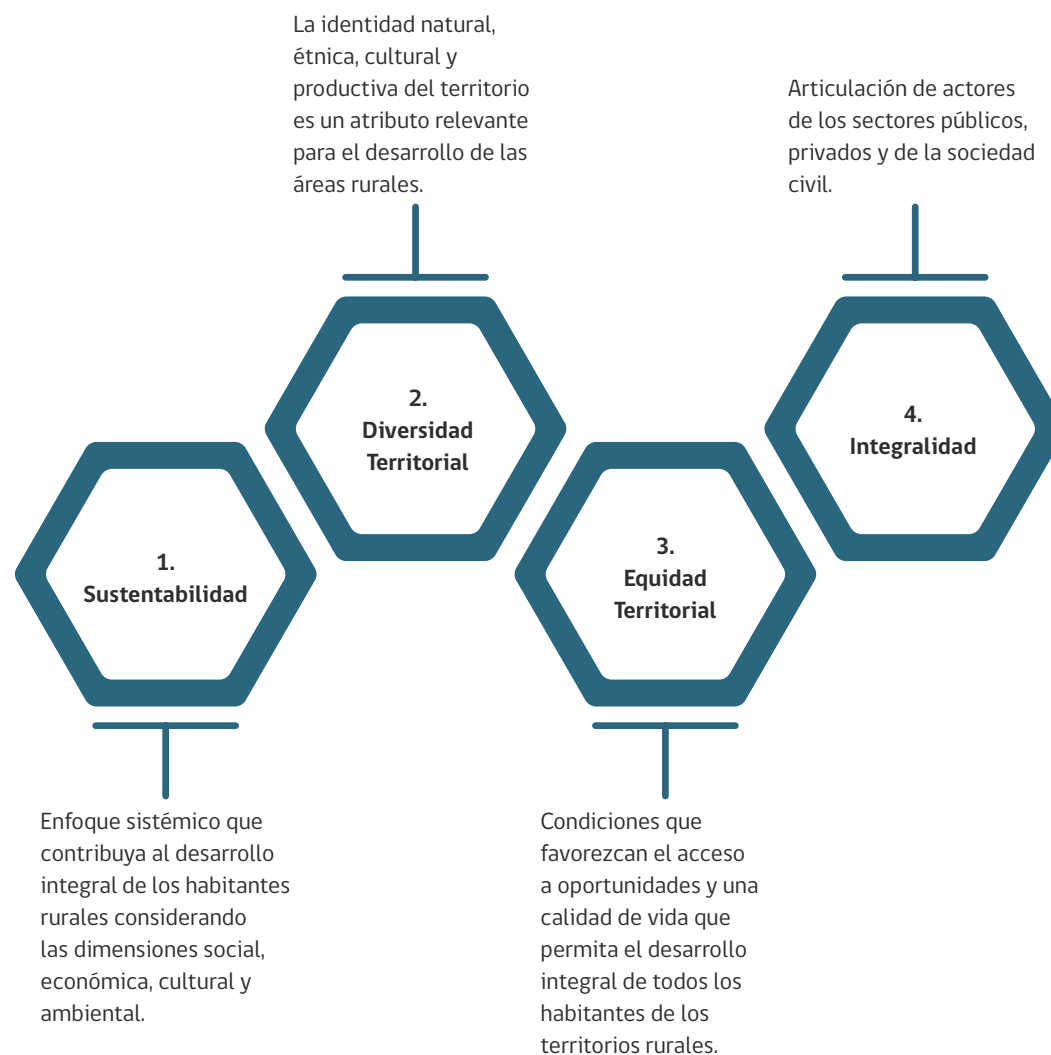 La identidad natural,
étnica, cultural y
productiva del territorio
es un atributo relevante
para el desarrollo de las
áreas rurales.
Articulación de actores
de los sectores públicos,
privados y de la sociedad
civil.
1.
Sustentabilidad
2.
Diversidad
Territorial
3.
Equidad
Territorial
4.
Integralidad
Enfoque sistémico que
contribuya al desarrollo
integral de los habitantes
rurales considerando
las dimensiones social,
económica, cultural y
ambiental.
Condiciones que
favorezcan el acceso
a oportunidades y una
calidad de vida que
permita el desarrollo
integral de todos los
habitantes de los
territorios rurales.